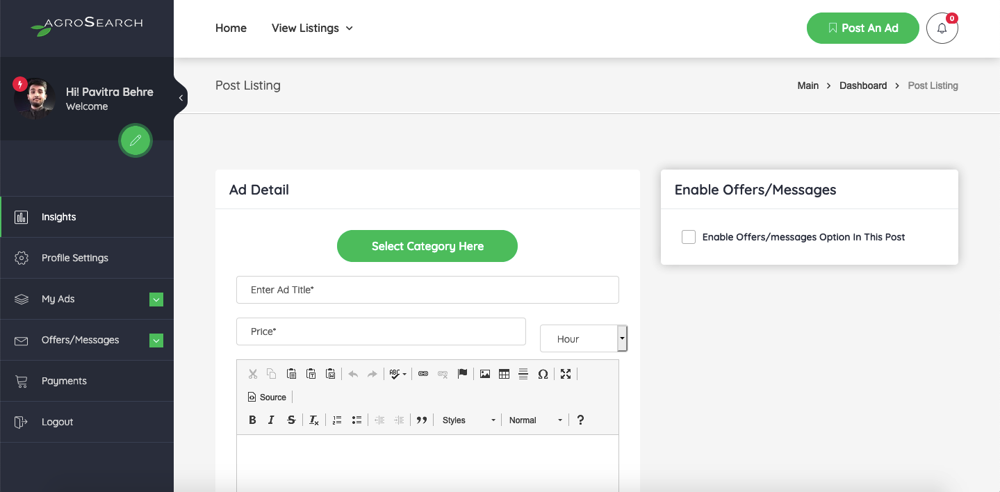 AGROSEARCH
Home
View Listings
Post An Ad
0
Hi! Pavitra Behre
Welcome
Post Listing
Main
Dashboard
Post Listing
Insights
Profile Settings
My Ads
Offers/Messages
Payments
Logout
Ad Detail
Select Category Here
Enter Ad Title*
Price*
Hour
ABC
Source
B I S Tx
Styles
Normal
?
Enable Offers/Messages
Enable Offers/messages Option In This Post